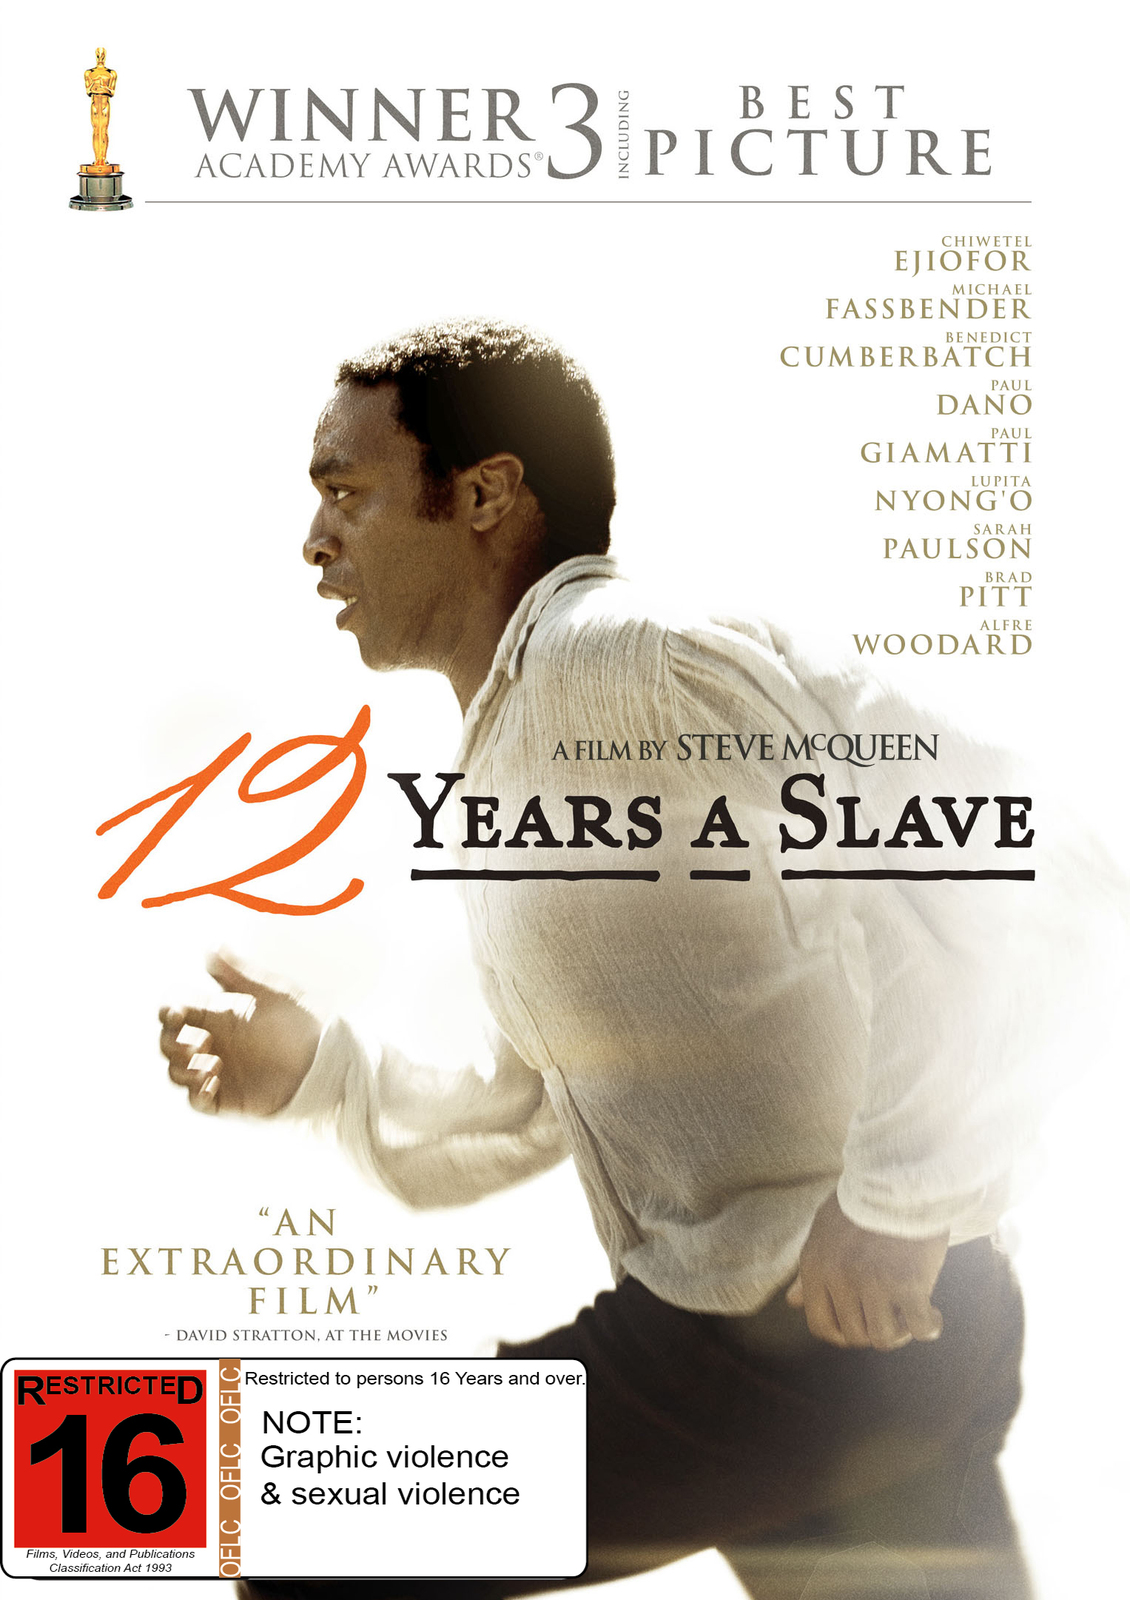 WINNER
ACADEMY AWARDS®
3
INCLUDING
BEST
PICTURE
CHIWETEL
EJIOFOR
MICHAEL
FASSBENDER
BENEDICT
CUMBERBATCH
PAUL
DANO
PAUL
GIAMATTI
LUPITA
NYONG'O
SARAH
PAULSON
BRAD
PITT
ALFRE
WOODARD
A FILM BY STEVE McQUEEN
12 YEARS A SLAVE
“AN
EXTRAORDINARY
FILM”
- DAVID STRATTON, AT THE MOVIES
RESTRICTED
16
Films, Videos, and Publications
Classification Act 1993
OFLC OFLC OFLC
Restricted to persons 16 Years and over.
NOTE:
Graphic violence
& sexual violence